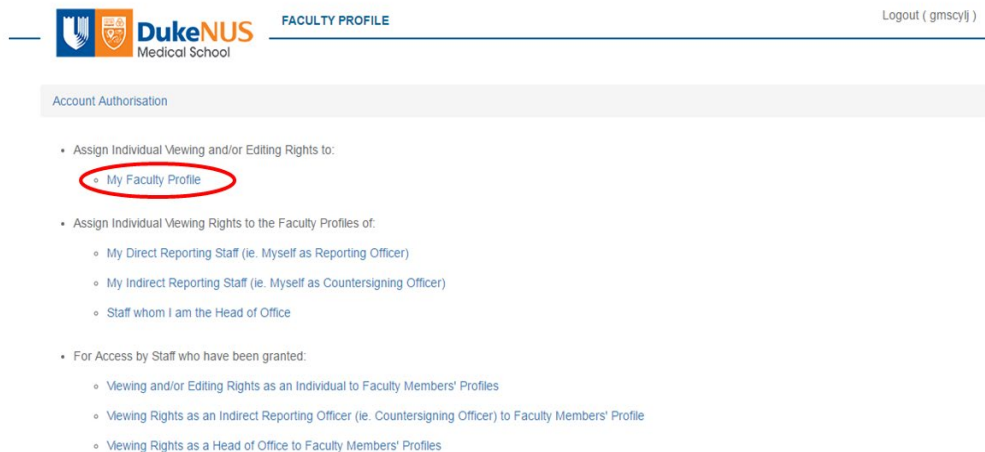 FACULTY PROFILE
Logout ( gmscylj )
DukeNUS
Medical School
Account Authorisation
Assign Individual Viewing and/or Editing Rights to:
My Faculty Profile
Assign Individual Viewing Rights to the Faculty Profiles of:
My Direct Reporting Staff (ie. Myself as Reporting Officer)
My Indirect Reporting Staff (ie. Myself as Countersigning Officer)
Staff whom I am the Head of Office
For Access by Staff who have been granted:
Viewing and/or Editing Rights as an Individual to Faculty Members' Profiles
Viewing Rights as an Indirect Reporting Officer (ie. Countersigning Officer) to Faculty Members' Profile
Viewing Rights as a Head of Office to Faculty Members' Profiles